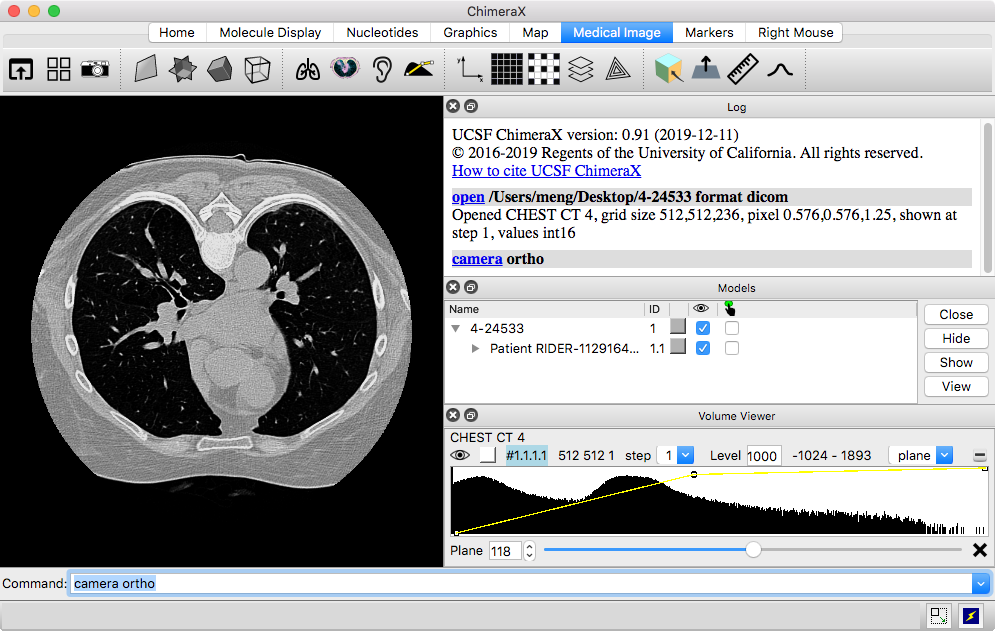 ChimeraX
Home Molecule Display Nucleotides Graphics Map Medical Image Markers Right Mouse
Log
UCSF ChimeraX version: 0.91 (2019-12-11)
© 2016-2019 Regents of the University of California. All rights reserved.
How to cite UCSF ChimeraX
open /Users/meng/Desktop/4-24533 format dicom
Opened CHEST CT 4, grid size 512,512,236, pixel 0.576,0.576,1.25, shown at
step 1, values int16
camera ortho
Models
Name ID
4-24533 1
Patient RIDER-1129164... 1.1
Close
Hide
Show
View
Volume Viewer
CHEST CT 4
#1.1.1.1 512 512 1 step 1 Level 1000 -1024 - 1893 plane
Plane 118
Command: camera ortho